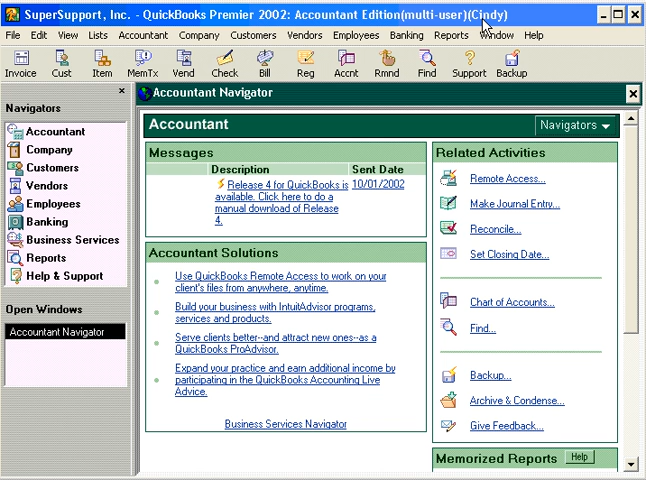 SuperSupport, Inc. - QuickBooks Premier 2002: Accountant Edition(multi-user)(Cindy)
File Edit View Lists Accountant Company Customers Vendors Employees Banking Reports Window Help
Invoice Cust Item MemTx Vend Check Bill Reg Accnt Rmnd Find Support Backup
Navigators
Accountant
Company
Customers
Vendors
Employees
Banking
Business Services
Reports
Help & Support
Open Windows
Accountant Navigator
Accountant Navigator
Accountant
Navigators
Messages
Description Sent Date
Release 4 for QuickBooks is 10/01/2002
available. Click here to do a
manual download of Release
4.
Accountant Solutions
Use QuickBooks Remote Access to work on your
client's files from anywhere, anytime.
Build your business with IntuitAdvisor programs,
services and products.
Serve clients better--and attract new ones--as a
QuickBooks ProAdvisor.
Expand your practice and earn additional income by
participating in the QuickBooks Accounting Live
Advice.
Business Services Navigator
Related Activities
Remote Access...
Make Journal Entry...
Reconcile...
Set Closing Date...
Chart of Accounts...
Find...
Backup...
Archive & Condense...
Give Feedback...
Memorized Reports Help